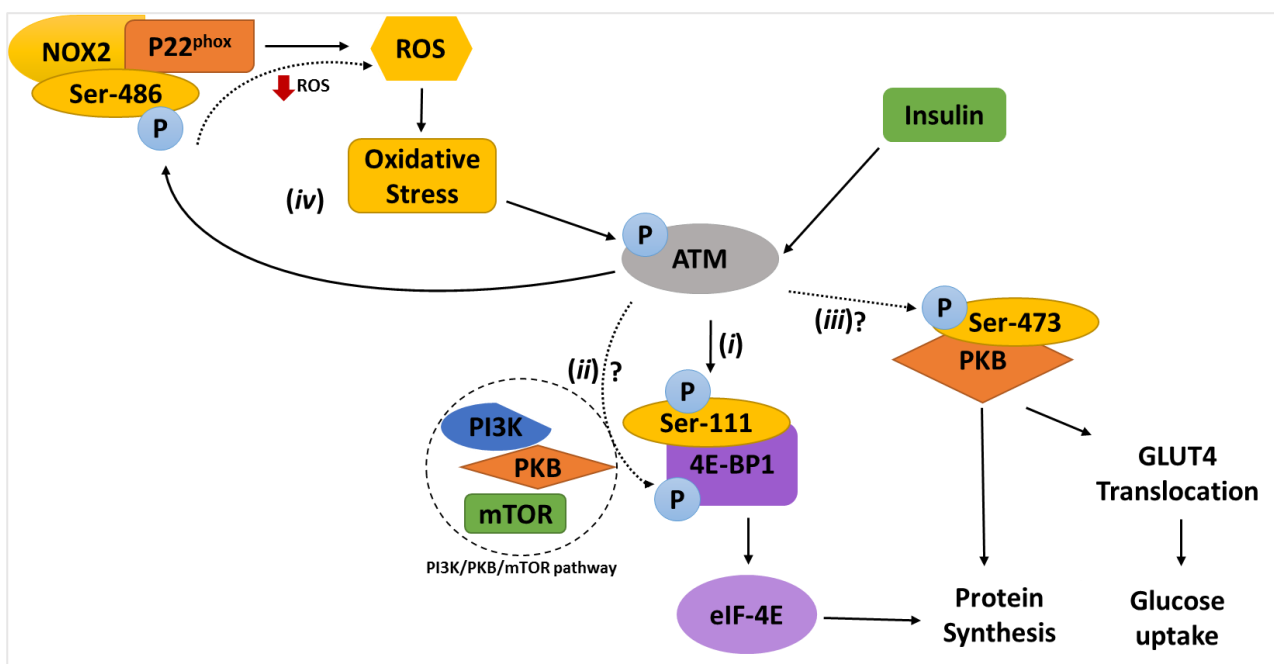 NOX2
P22phox
Ser-486
P
ROS
ROS
Oxidative
Stress
(iv)
Insulin
P
ATM
(iii)?
P
Ser-473
PKB
(ii) ?
(i)
P
Ser-111
4E-BP1
P
PI3K
PKB
mTOR
PI3K/PKB/mTOR pathway
GLUT4
Translocation
eIF-4E
Protein
Synthesis
Glucose
uptake